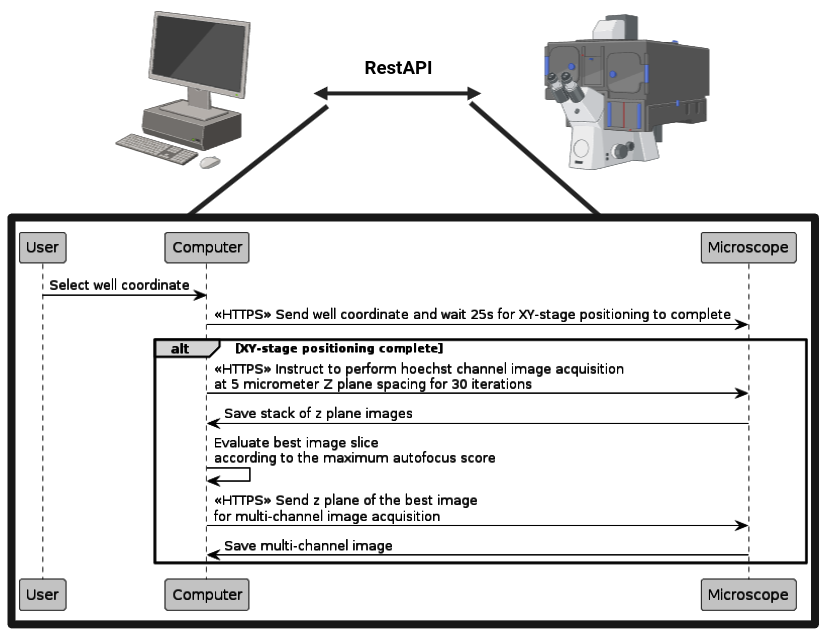 RestAPI
User
Computer
Microscope
Select well coordinate
«HTTPS» Send well coordinate and wait 25s for XY-stage positioning to complete
alt
[XY-stage positioning complete]
«HTTPS» Instruct to perform hoechst channel image acquisition
at 5 micrometer Z plane spacing for 30 iterations
Save stack of z plane images
Evaluate best image slice
according to the maximum autofocus score
«HTTPS» Send z plane of the best image
for multi-channel image acquisition
Save multi-channel image
User
Computer
Microscope